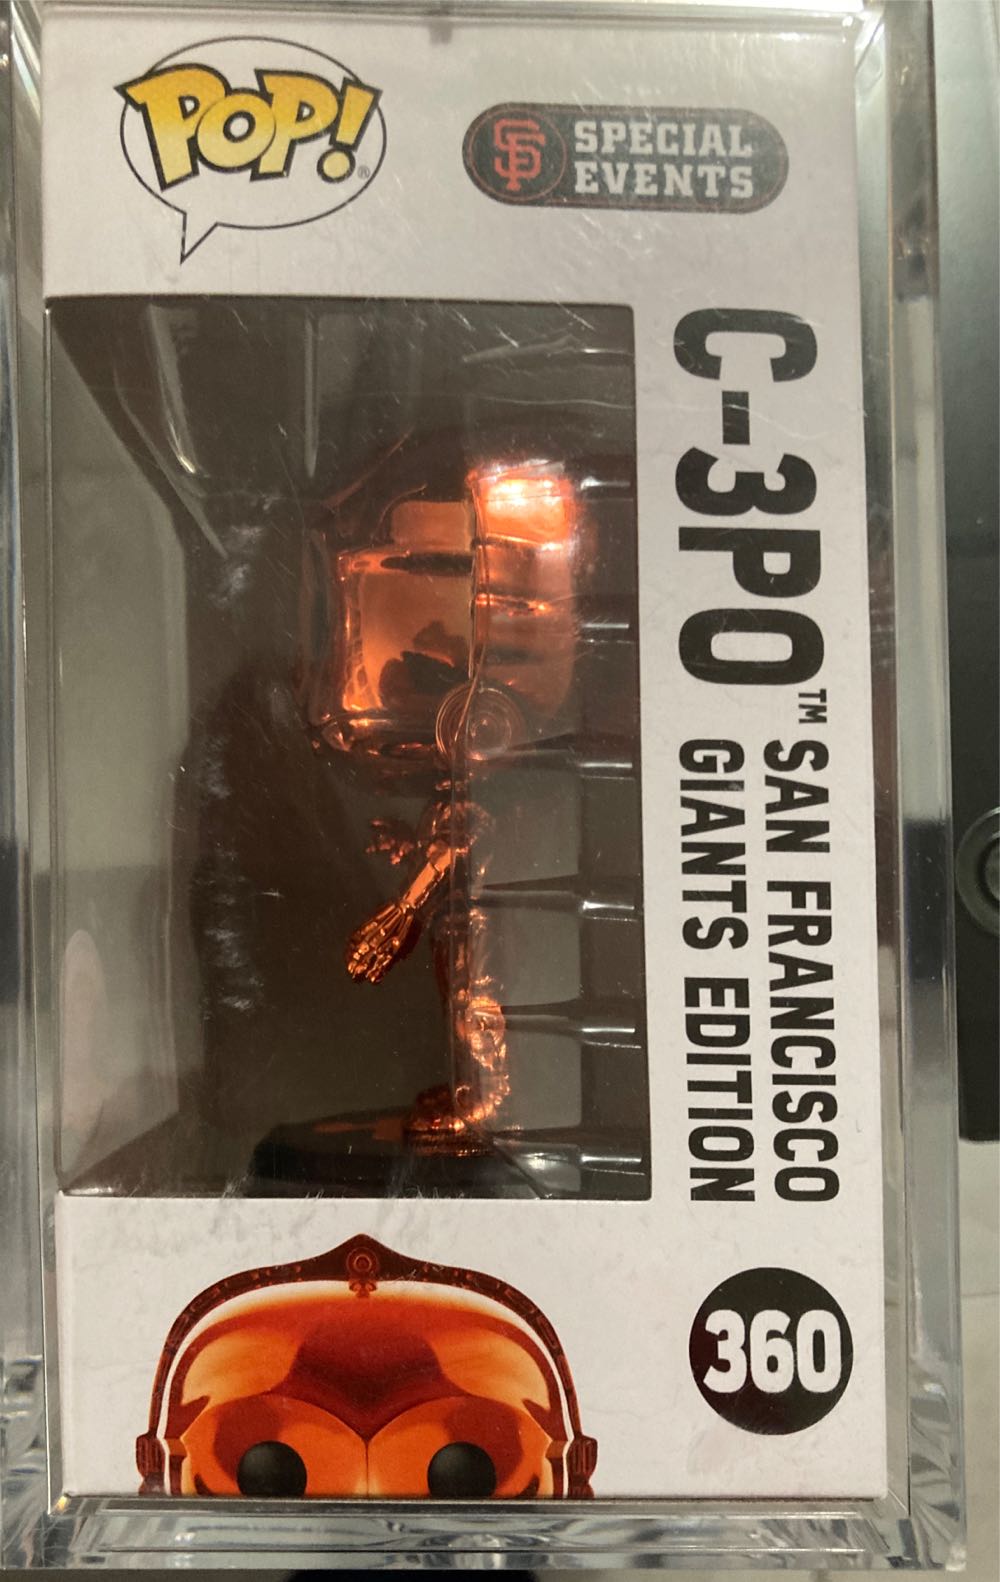 POP!®
SF SPECIAL
EVENTS
C-3PO™
SAN FRANCISCO
GIANTS EDITION
360